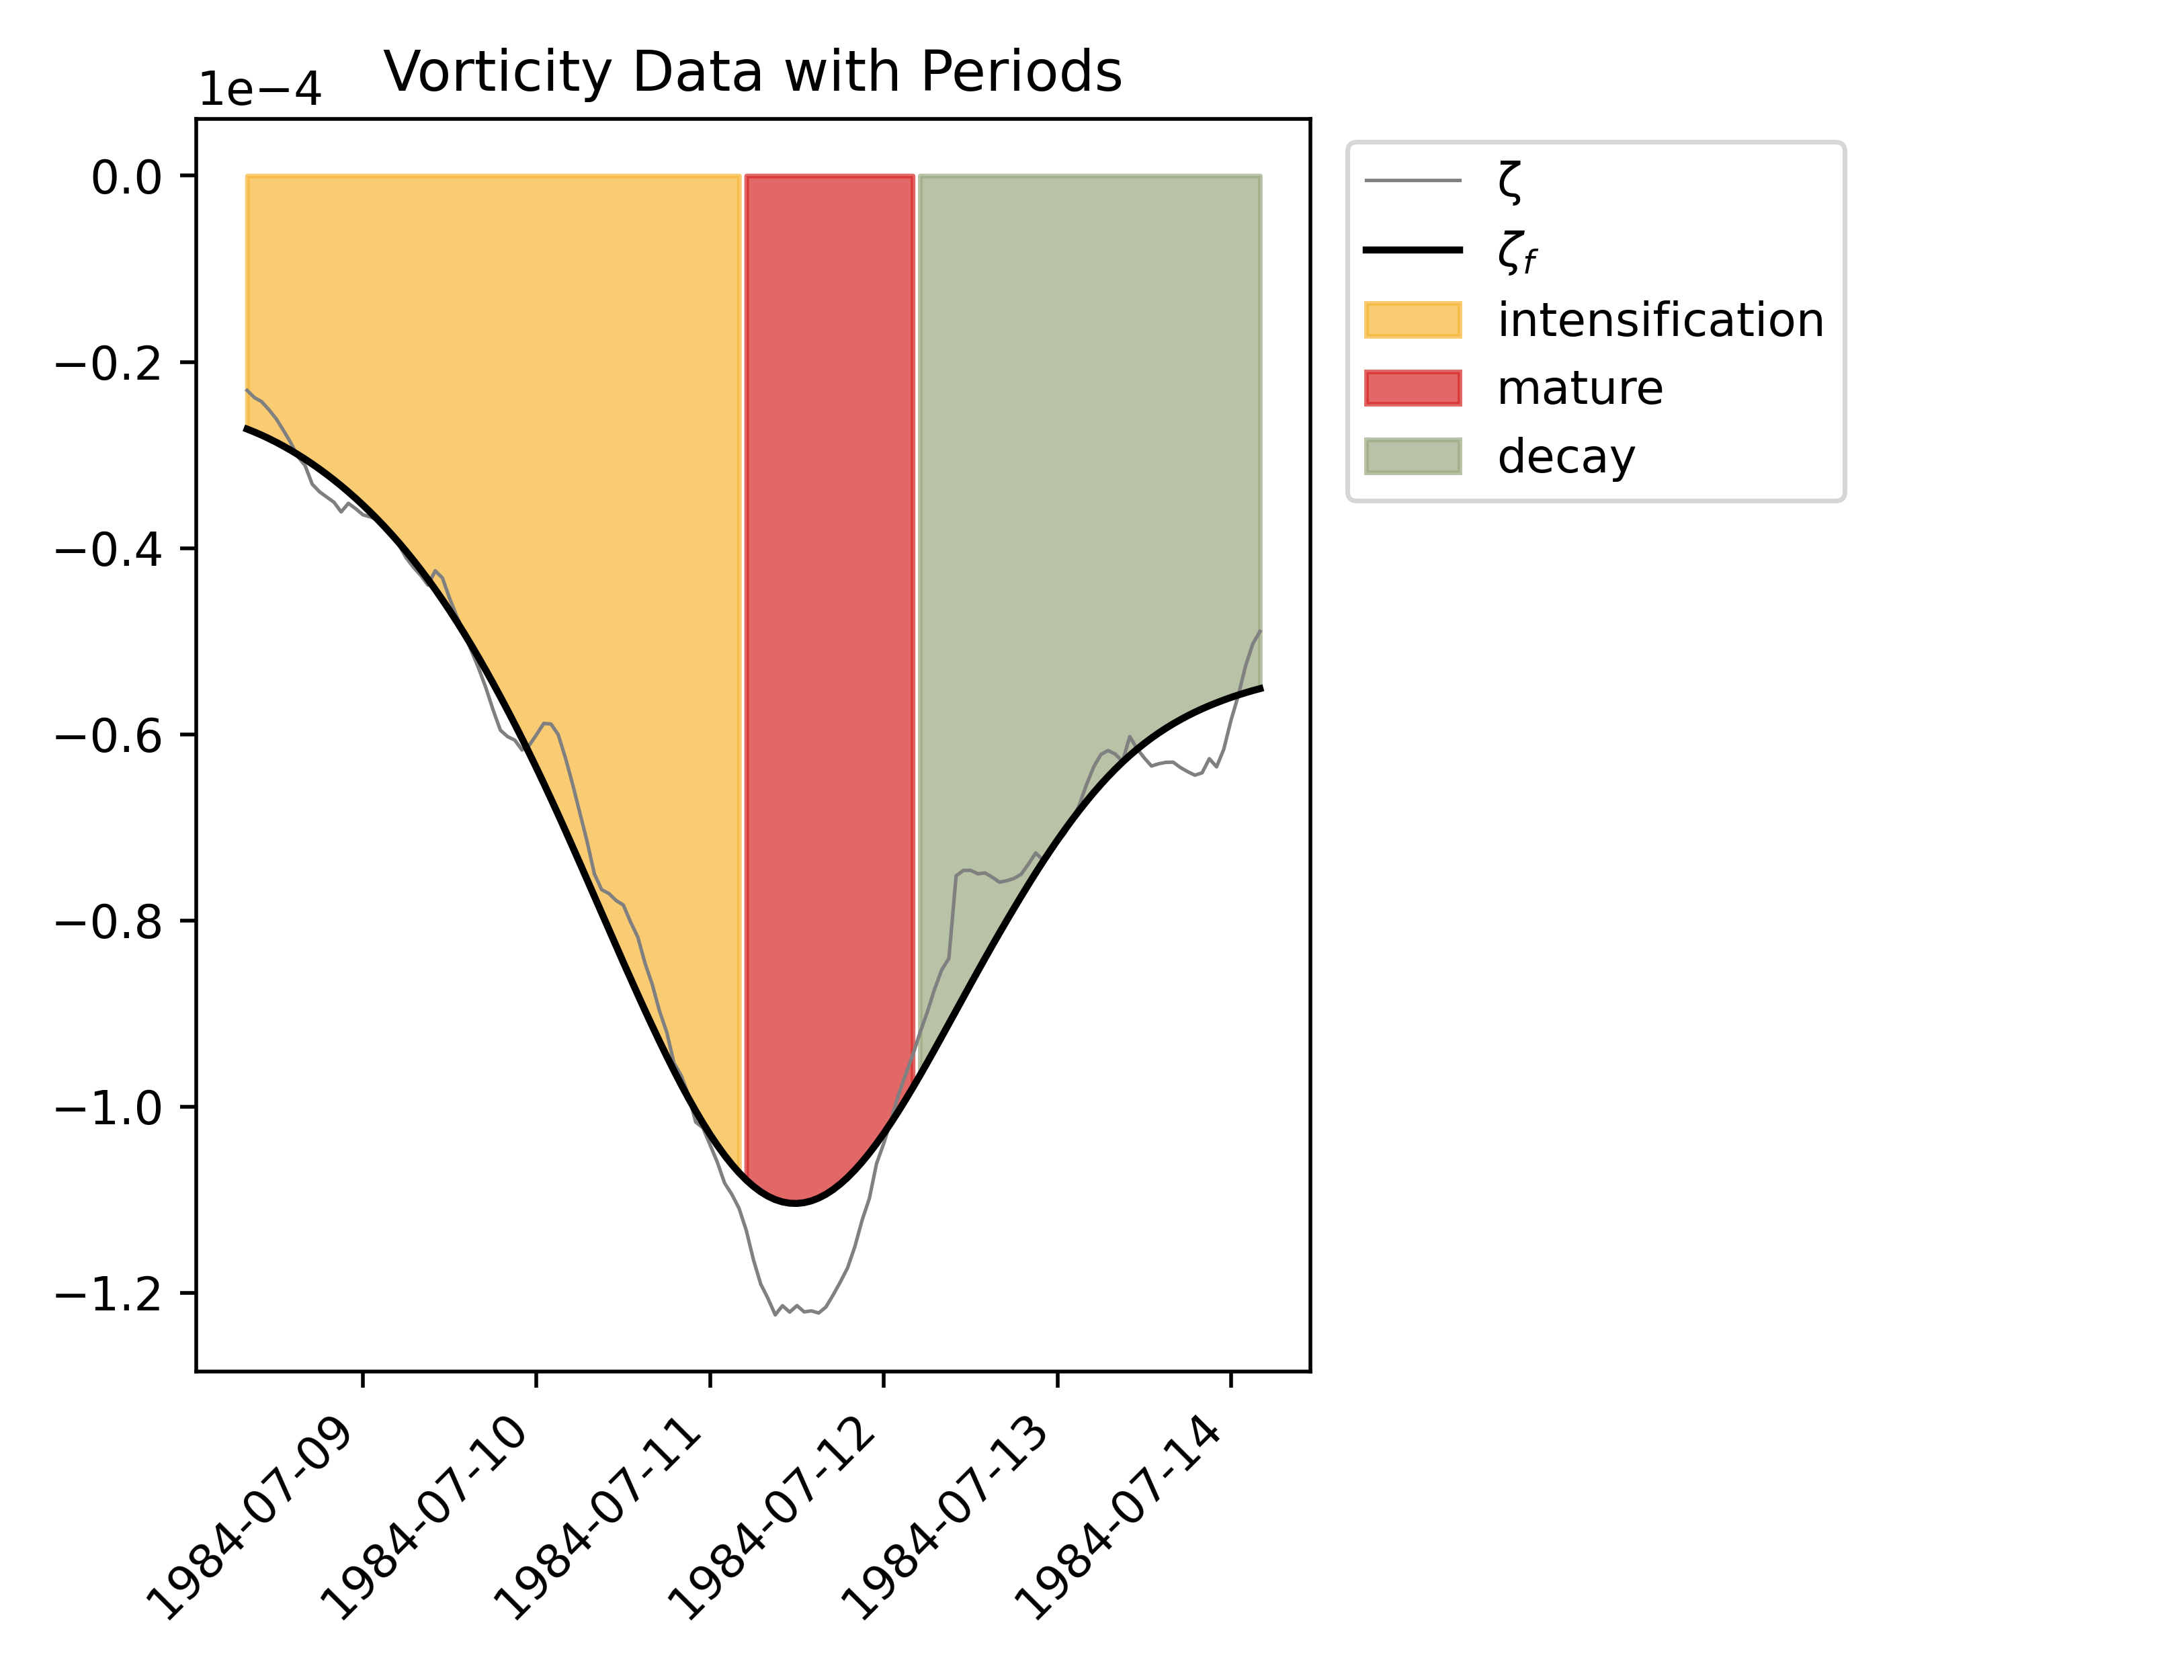 Vorticity Data with Periods
1e−4
0.0
−0.2
−0.4
−0.6
−0.8
−1.0
−1.2
1984-07-09
1984-07-10
1984-07-11
1984-07-12
1984-07-13
1984-07-14
ζ
ζf
intensification
mature
decay